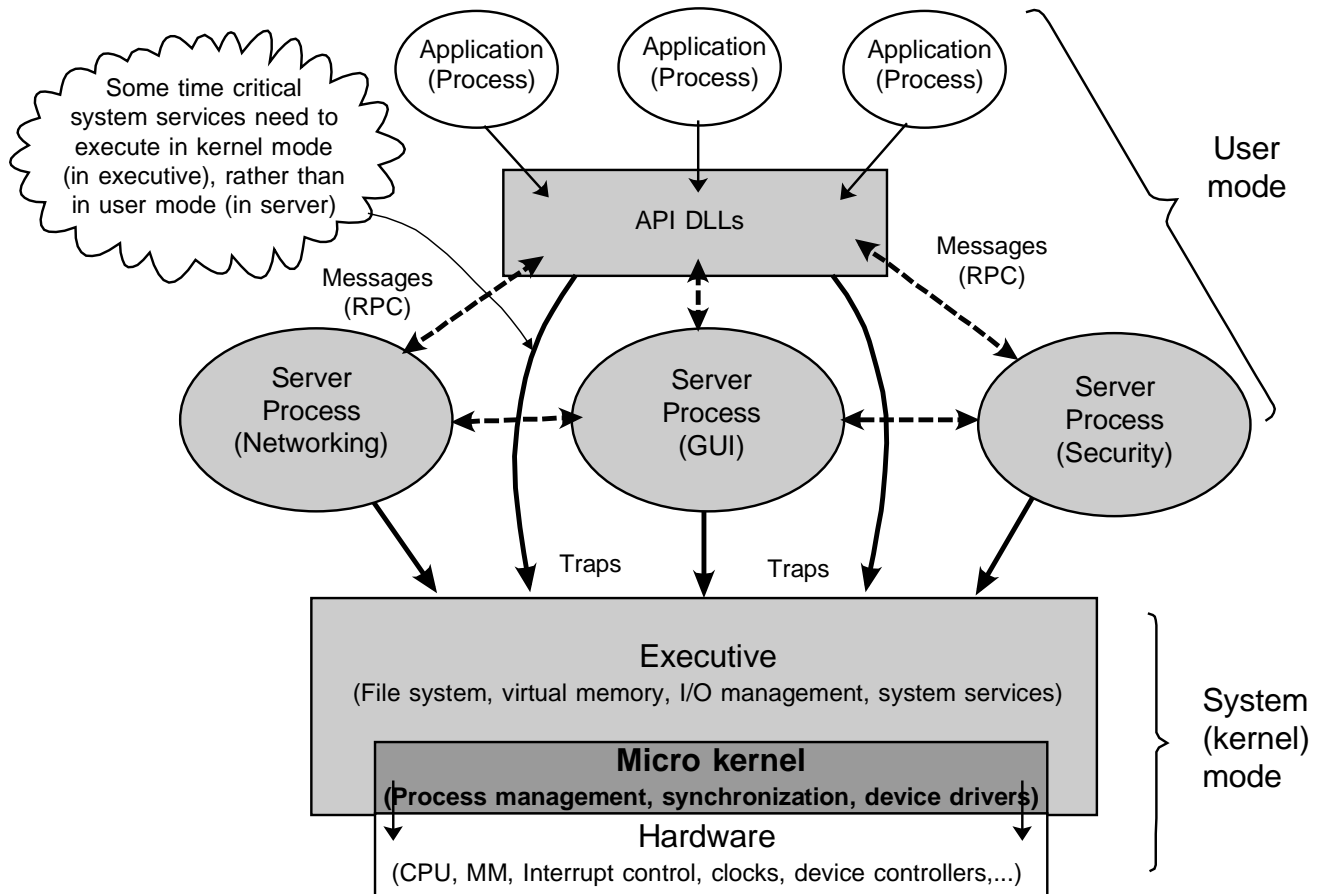 Application
(Process)
Application
(Process)
Application
(Process)
Some time critical
system services need to
execute in kernel mode
(in executive), rather than
in user mode (in server)
User
mode
API DLLs
Messages
(RPC)
Messages
(RPC)
Server
Process
(Networking)
Server
Process
(GUI)
Server
Process
(Security)
Traps
Traps
Executive
(File system, virtual memory, I/O management, system services)
System
(kernel)
mode
Micro kernel
(Process management, synchronization, device drivers)
Hardware
(CPU, MM, Interrupt control, clocks, device controllers,...)